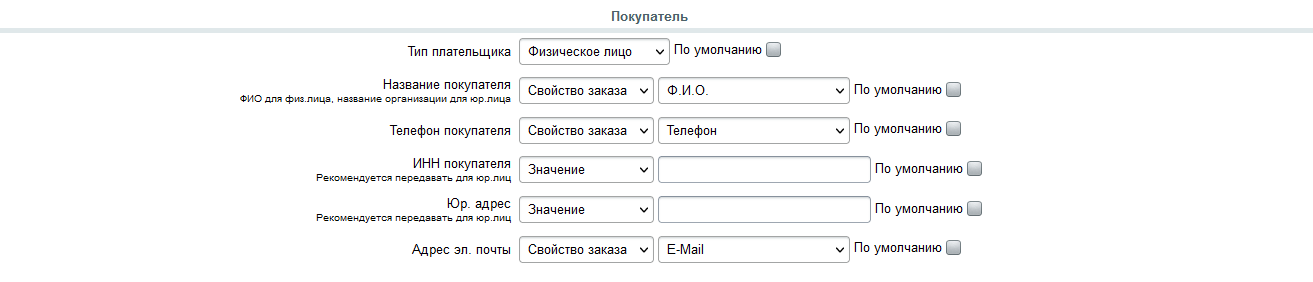 Покупатель
Тип плательщика Физическое лицо По умолчанию
Название покупателя Свойство заказа Ф.И.О. По умолчанию
ФИО для физ.лица, название организации для юр.лица
Телефон покупателя Свойство заказа Телефон По умолчанию
ИНН покупателя Значение По умолчанию
Рекомендуется передавать для юр.лиц
Юр. адрес Значение По умолчанию
Рекомендуется передавать для юр.лиц
Адрес эл. почты Свойство заказа E-Mail По умолчанию